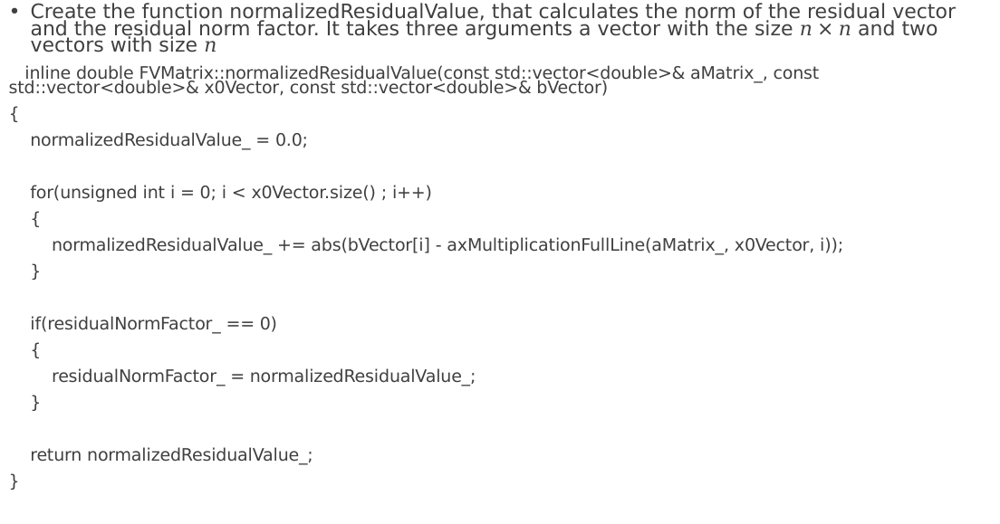 • Create the function normalizedResidualValue, that calculates the norm of the residual vector
and the residual norm factor. It takes three arguments a vector with the size n × n and two
vectors with size n
inline double FVMatrix::normalizedResidualValue(const std::vector<double>& aMatrix_, const
std::vector<double>& x0Vector, const std::vector<double>& bVector)
{
normalizedResidualValue_ = 0.0;
for(unsigned int i = 0; i < x0Vector.size() ; i++)
{
normalizedResidualValue_ += abs(bVector[i] - axMultiplicationFullLine(aMatrix_, x0Vector, i));
}
if(residualNormFactor_ == 0)
{
residualNormFactor_ = normalizedResidualValue_;
}
return normalizedResidualValue_;
}